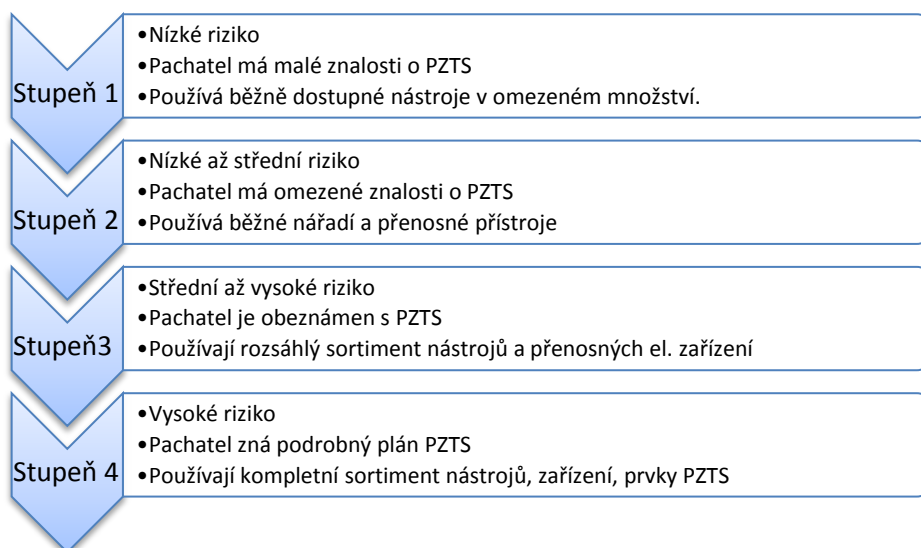 Stupeň 1
•Nízké riziko
•Pachatel má malé znalosti o PZTS
•Používá běžně dostupné nástroje v omezeném množství.
Stupeň 2
•Nízké až střední riziko
•Pachatel má omezené znalosti o PZTS
•Používá běžné nářadí a přenosné přístroje
Stupeň3
•Střední až vysoké riziko
•Pachatel je obeznámen s PZTS
•Používají rozsáhlý sortiment nástrojů a přenosných el. zařízení
Stupeň 4
•Vysoké riziko
•Pachatel zná podrobný plán PZTS
•Používají kompletní sortiment nástrojů, zařízení, prvky PZTS